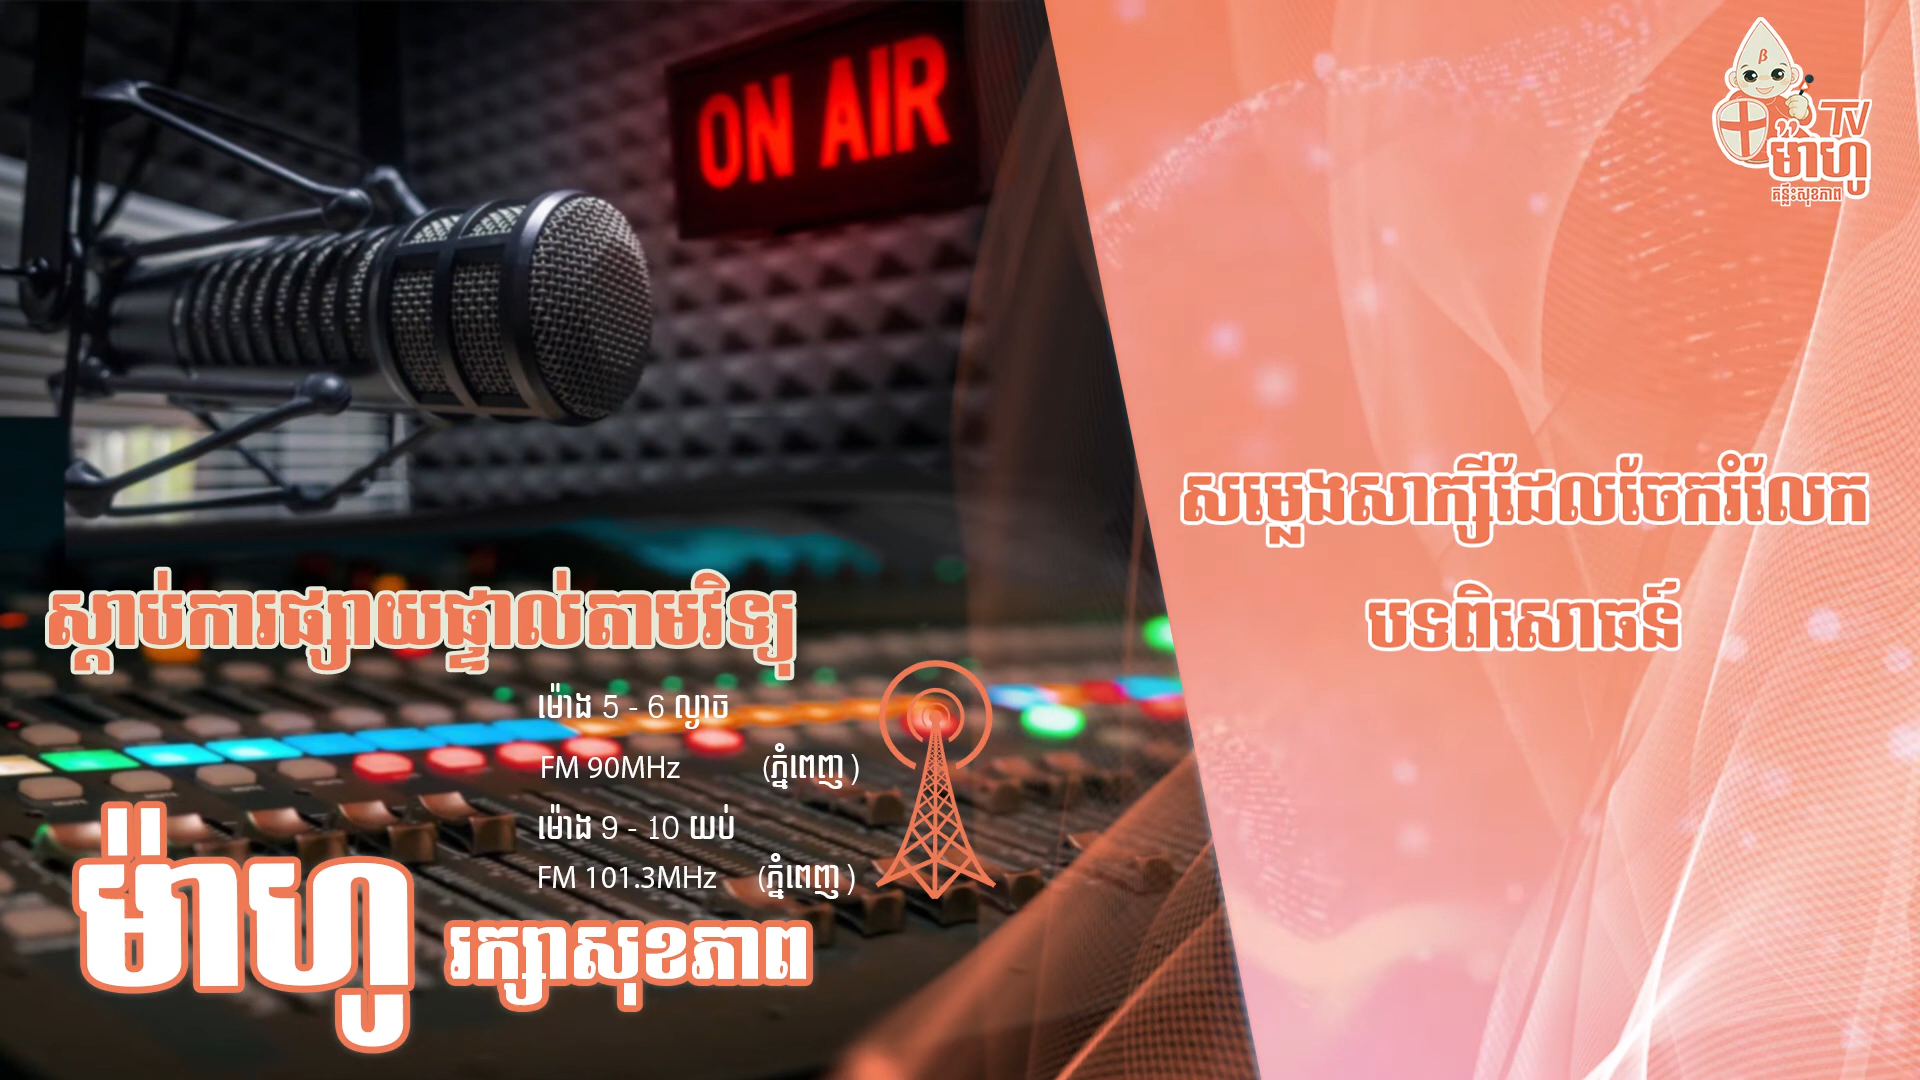 ON AIR
β
TV
ម៉ាហូ
គន្លឹះសុខភាព
សម្លេងសាក្សីដែលចែករំលែក
បទពិសោធន៍
ស្តាប់ការផ្សាយផ្ទាល់តាមវិទ្យុ
ម៉ោង 5 - 6 ល្ងាច
FM 90MHz (ភ្នំពេញ )
ម៉ោង 9 - 10 យប់
FM 101.3MHz (ភ្នំពេញ )
ម៉ាហូ រក្សាសុខភាព